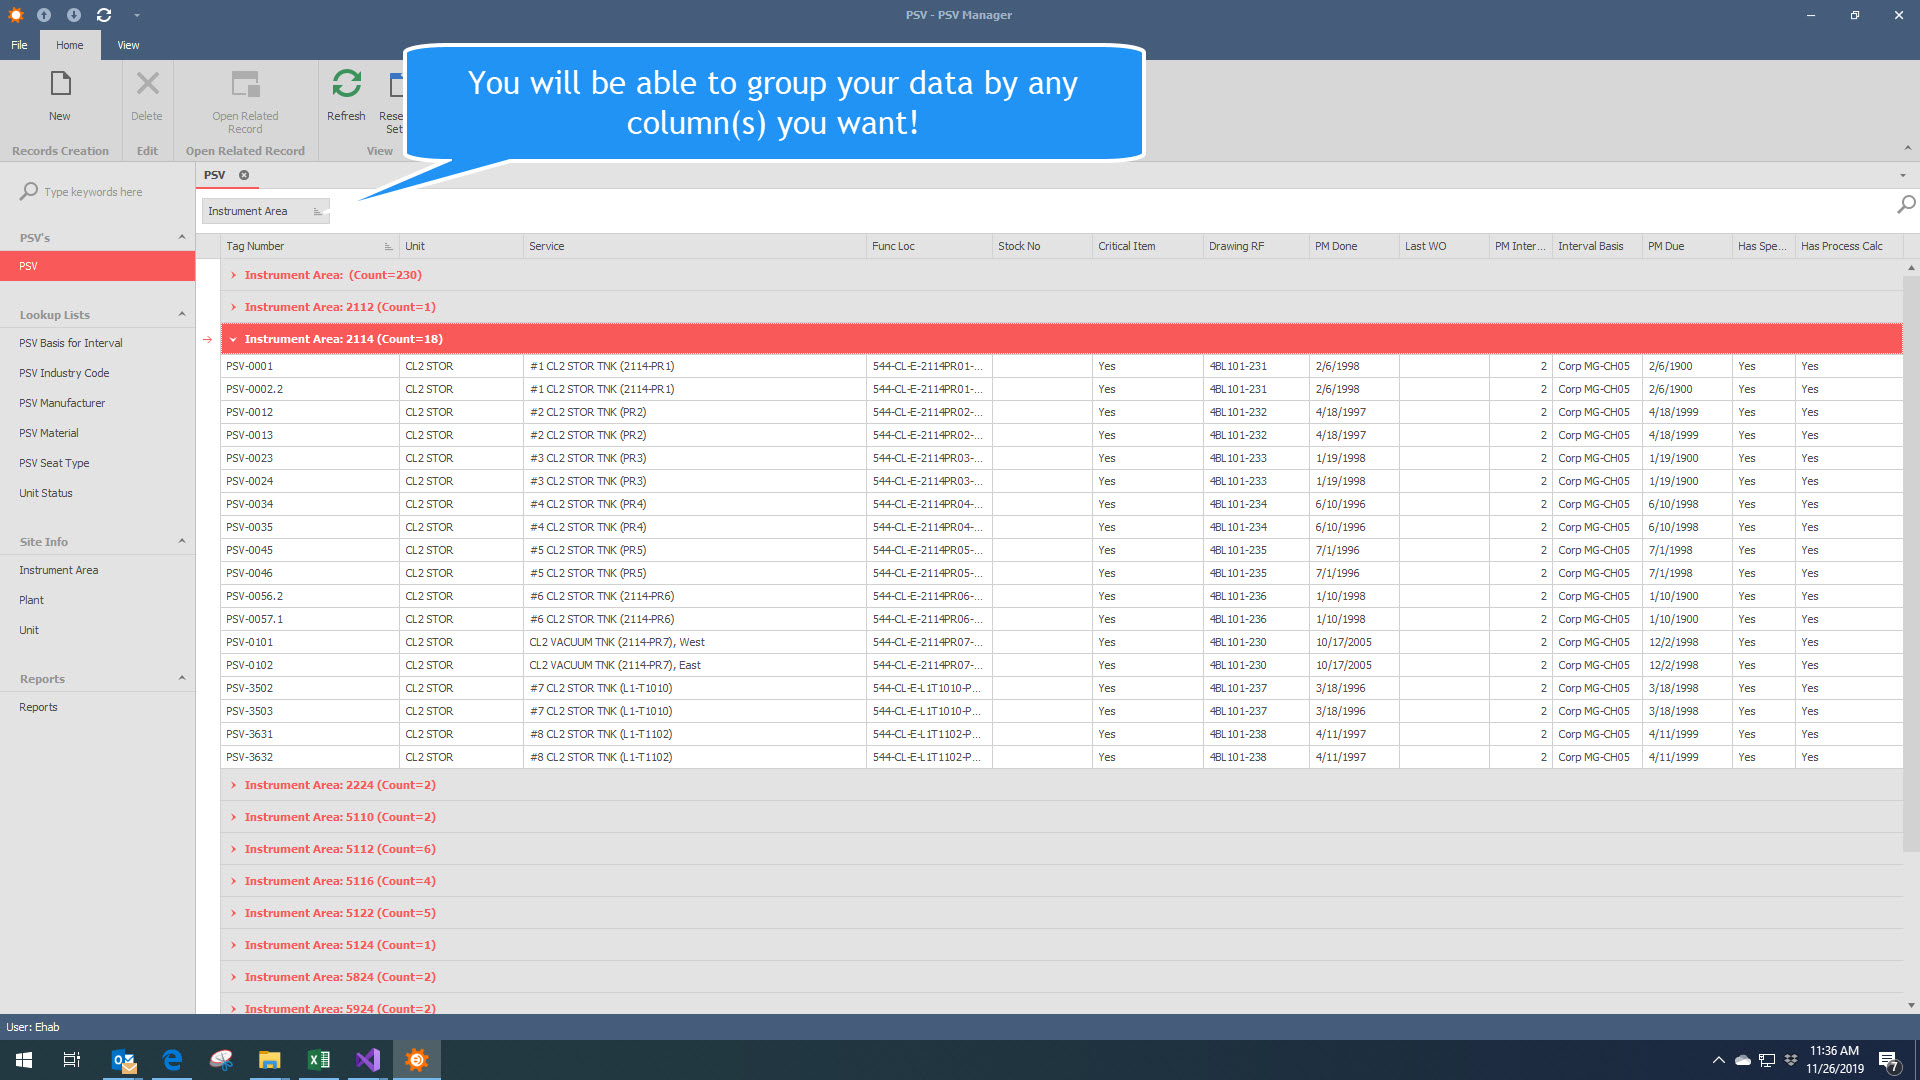 PSV - PSV Manager
File Home View
New
Delete
Open Related
Record
Refresh
Rese
Set
Records Creation
Edit
Open Related Record
View
You will be able to group your data by any
column(s) you want!
Type keywords here
PSV's
PSV
Lookup Lists
PSV Basis for Interval
PSV Industry Code
PSV Manufacturer
PSV Material
PSV Seat Type
Unit Status
Site Info
Instrument Area
Plant
Unit
Reports
Reports
PSV
Instrument Area
Tag Number Unit Service Func Loc Stock No Critical Item Drawing RF PM Done Last WO PM Inter... Interval Basis PM Due Has Spe... Has Process Calc
Instrument Area: (Count=230)
Instrument Area: 2112 (Count=1)
Instrument Area: 2114 (Count=18)
PSV-0001 CL2 STOR #1 CL2 STOR TNK (2114-PR1) 544-CL-E-2114PR01-... Yes 4BL101-231 2/6/1998 2 Corp MG-CH05 2/6/1900 Yes Yes
PSV-0002.2 CL2 STOR #1 CL2 STOR TNK (2114-PR1) 544-CL-E-2114PR01-... Yes 4BL101-231 2/6/1998 2 Corp MG-CH05 2/6/1900 Yes Yes
PSV-0012 CL2 STOR #2 CL2 STOR TNK (PR2) 544-CL-E-2114PR02-... Yes 4BL101-232 4/18/1997 2 Corp MG-CH05 4/18/1999 Yes Yes
PSV-0013 CL2 STOR #2 CL2 STOR TNK (PR2) 544-CL-E-2114PR02-... Yes 4BL101-232 4/18/1997 2 Corp MG-CH05 4/18/1999 Yes Yes
PSV-0023 CL2 STOR #3 CL2 STOR TNK (PR3) 544-CL-E-2114PR03-... Yes 4BL101-233 1/19/1998 2 Corp MG-CH05 1/19/1900 Yes Yes
PSV-0024 CL2 STOR #3 CL2 STOR TNK (PR3) 544-CL-E-2114PR03-... Yes 4BL101-233 1/19/1998 2 Corp MG-CH05 1/19/1900 Yes Yes
PSV-0034 CL2 STOR #4 CL2 STOR TNK (PR4) 544-CL-E-2114PR04-... Yes 4BL101-234 6/10/1996 2 Corp MG-CH05 6/10/1998 Yes Yes
PSV-0035 CL2 STOR #4 CL2 STOR TNK (PR4) 544-CL-E-2114PR04-... Yes 4BL101-234 6/10/1996 2 Corp MG-CH05 6/10/1998 Yes Yes
PSV-0045 CL2 STOR #5 CL2 STOR TNK (PR5) 544-CL-E-2114PR05-... Yes 4BL101-235 7/1/1996 2 Corp MG-CH05 7/1/1998 Yes Yes
PSV-0046 CL2 STOR #5 CL2 STOR TNK (PR5) 544-CL-E-2114PR05-... Yes 4BL101-235 7/1/1996 2 Corp MG-CH05 7/1/1998 Yes Yes
PSV-0056.2 CL2 STOR #6 CL2 STOR TNK (2114-PR6) 544-CL-E-2114PR06-... Yes 4BL101-236 1/10/1998 2 Corp MG-CH05 1/10/1900 Yes Yes
PSV-0057.1 CL2 STOR #6 CL2 STOR TNK (2114-PR6) 544-CL-E-2114PR06-... Yes 4BL101-236 1/10/1998 2 Corp MG-CH05 1/10/1900 Yes Yes
PSV-0101 CL2 STOR CL2 VACUUM TNK (2114-PR7), West 544-CL-E-2114PR07-... Yes 4BL101-230 10/17/2005 2 Corp MG-CH05 12/2/1998 Yes Yes
PSV-0102 CL2 STOR CL2 VACUUM TNK (2114-PR7), East 544-CL-E-2114PR07-... Yes 4BL101-230 10/17/2005 2 Corp MG-CH05 12/2/1998 Yes Yes
PSV-3502 CL2 STOR #7 CL2 STOR TNK (L1-T1010) 544-CL-E-L1T1010-P... Yes 4BL101-237 3/18/1996 2 Corp MG-CH05 3/18/1998 Yes Yes
PSV-3503 CL2 STOR #7 CL2 STOR TNK (L1-T1010) 544-CL-E-L1T1010-P... Yes 4BL101-237 3/18/1996 2 Corp MG-CH05 3/18/1998 Yes Yes
PSV-3631 CL2 STOR #8 CL2 STOR TNK (L1-T1102) 544-CL-E-L1T1102-P... Yes 4BL101-238 4/11/1997 2 Corp MG-CH05 4/11/1999 Yes Yes
PSV-3632 CL2 STOR #8 CL2 STOR TNK (L1-T1102) 544-CL-E-L1T1102-P... Yes 4BL101-238 4/11/1997 2 Corp MG-CH05 4/11/1999 Yes Yes
Instrument Area: 2224 (Count=2)
Instrument Area: 5110 (Count=2)
Instrument Area: 5112 (Count=6)
Instrument Area: 5116 (Count=4)
Instrument Area: 5122 (Count=5)
Instrument Area: 5124 (Count=1)
Instrument Area: 5824 (Count=2)
Instrument Area: 5924 (Count=2)
User: Ehab
11:36 AM
11/26/2019
7